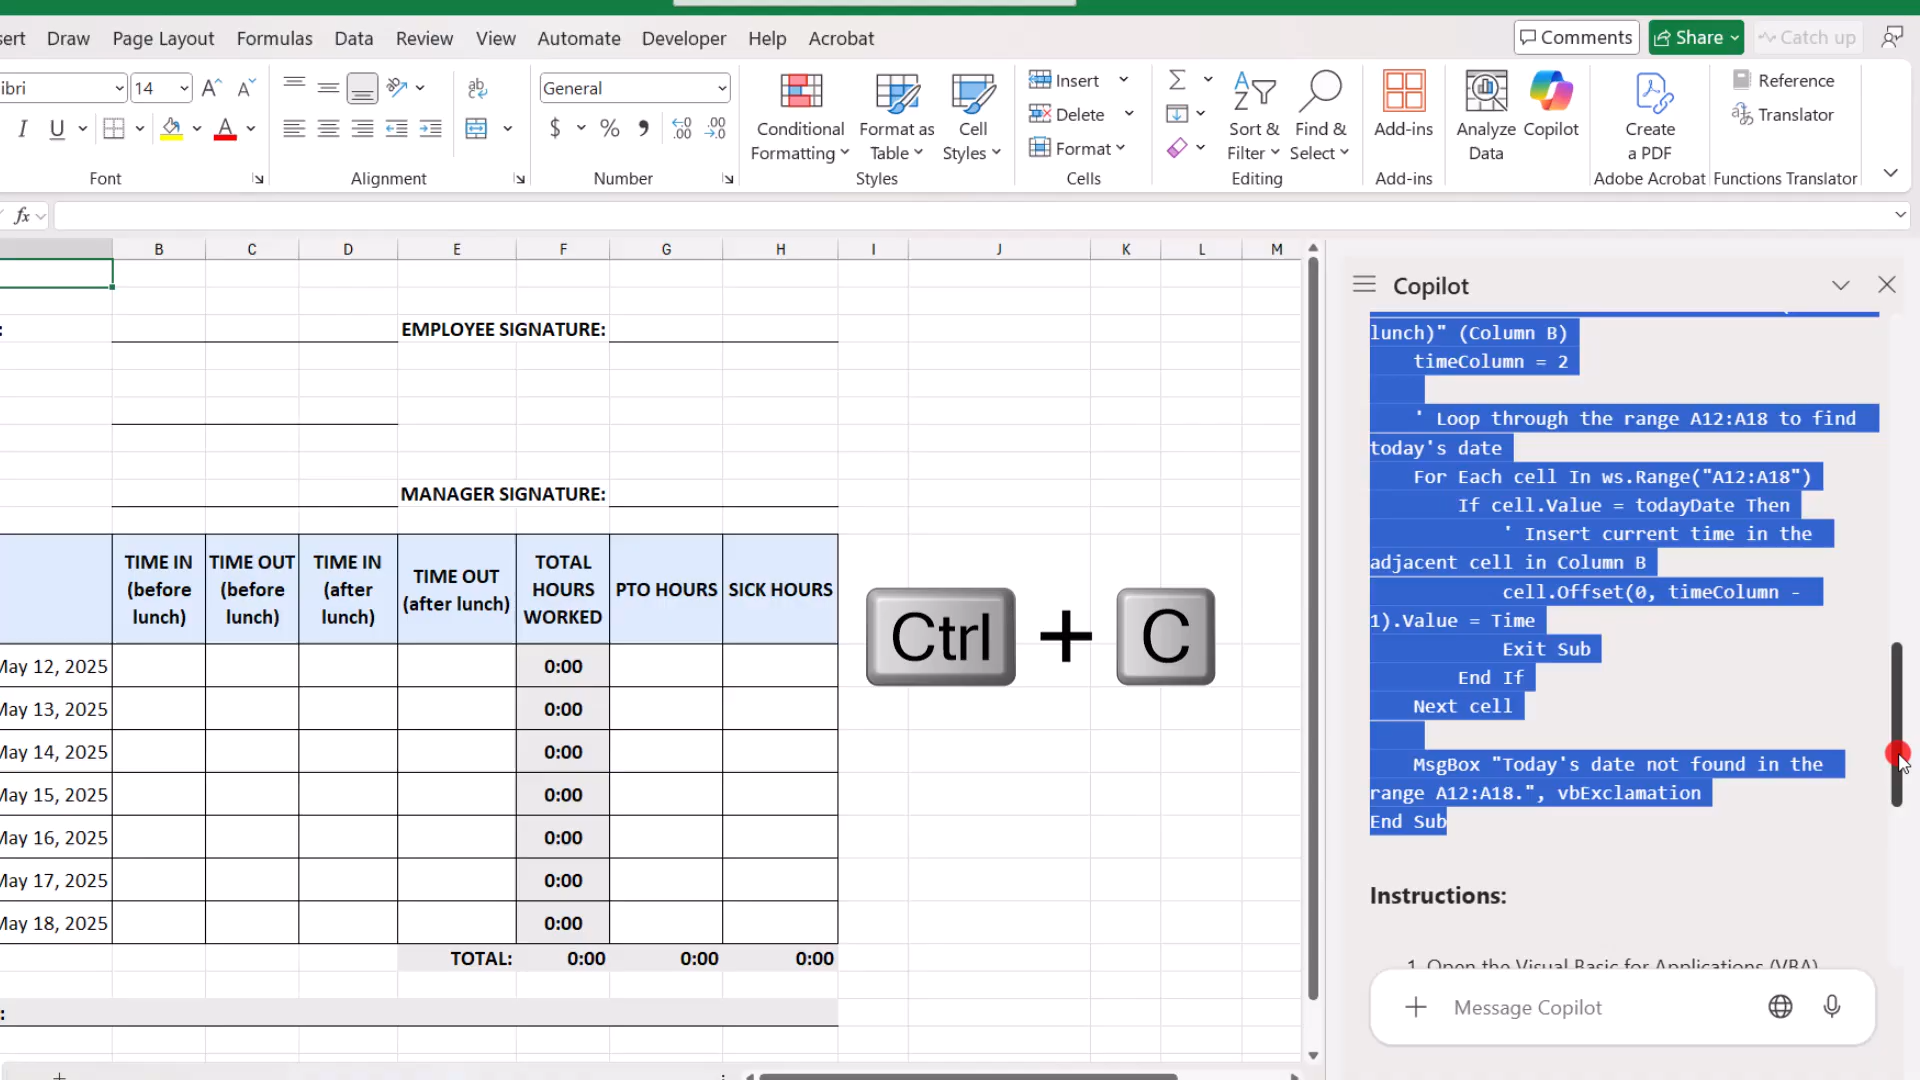 ert Draw Page Layout Formulas Data Review View Automate Developer Help Acrobat
Comments Share Catch up
ibri 14 A A
General
Insert
Delete
Format
I U A
$ % ,
Conditional
Formatting
Format as
Table
Cell
Styles
Sort &
Filter
Find &
Select
Add-ins
Analyze
Data
Copilot
Create
a PDF
Reference
Translator
Font Alignment Number Styles Cells Editing Add-ins Adobe Acrobat Functions Translator
fx
B C D E F G H I J K L M
: EMPLOYEE SIGNATURE:
MANAGER SIGNATURE:
TIME IN
(before
lunch)
TIME OUT
(before
lunch)
TIME IN
(after
lunch)
TIME OUT
(after lunch)
TOTAL
HOURS
WORKED
PTO HOURS
SICK HOURS
May 12, 2025 0:00
May 13, 2025 0:00
May 14, 2025 0:00
May 15, 2025 0:00
May 16, 2025 0:00
May 17, 2025 0:00
May 18, 2025 0:00
TOTAL: 0:00 0:00 0:00
:
Ctrl + C
Copilot
lunch)" (Column B)
timeColumn = 2
' Loop through the range A12:A18 to find
today's date
For Each cell In ws.Range("A12:A18")
If cell.Value = todayDate Then
' Insert current time in the
adjacent cell in Column B
cell.Offset(0, timeColumn -
1).Value = Time
Exit Sub
End If
Next cell
MsgBox "Today's date not found in the
range A12:A18.", vbExclamation
End Sub
Instructions:
1. Open the Visual Basic for Applications (VBA)
Message Copilot